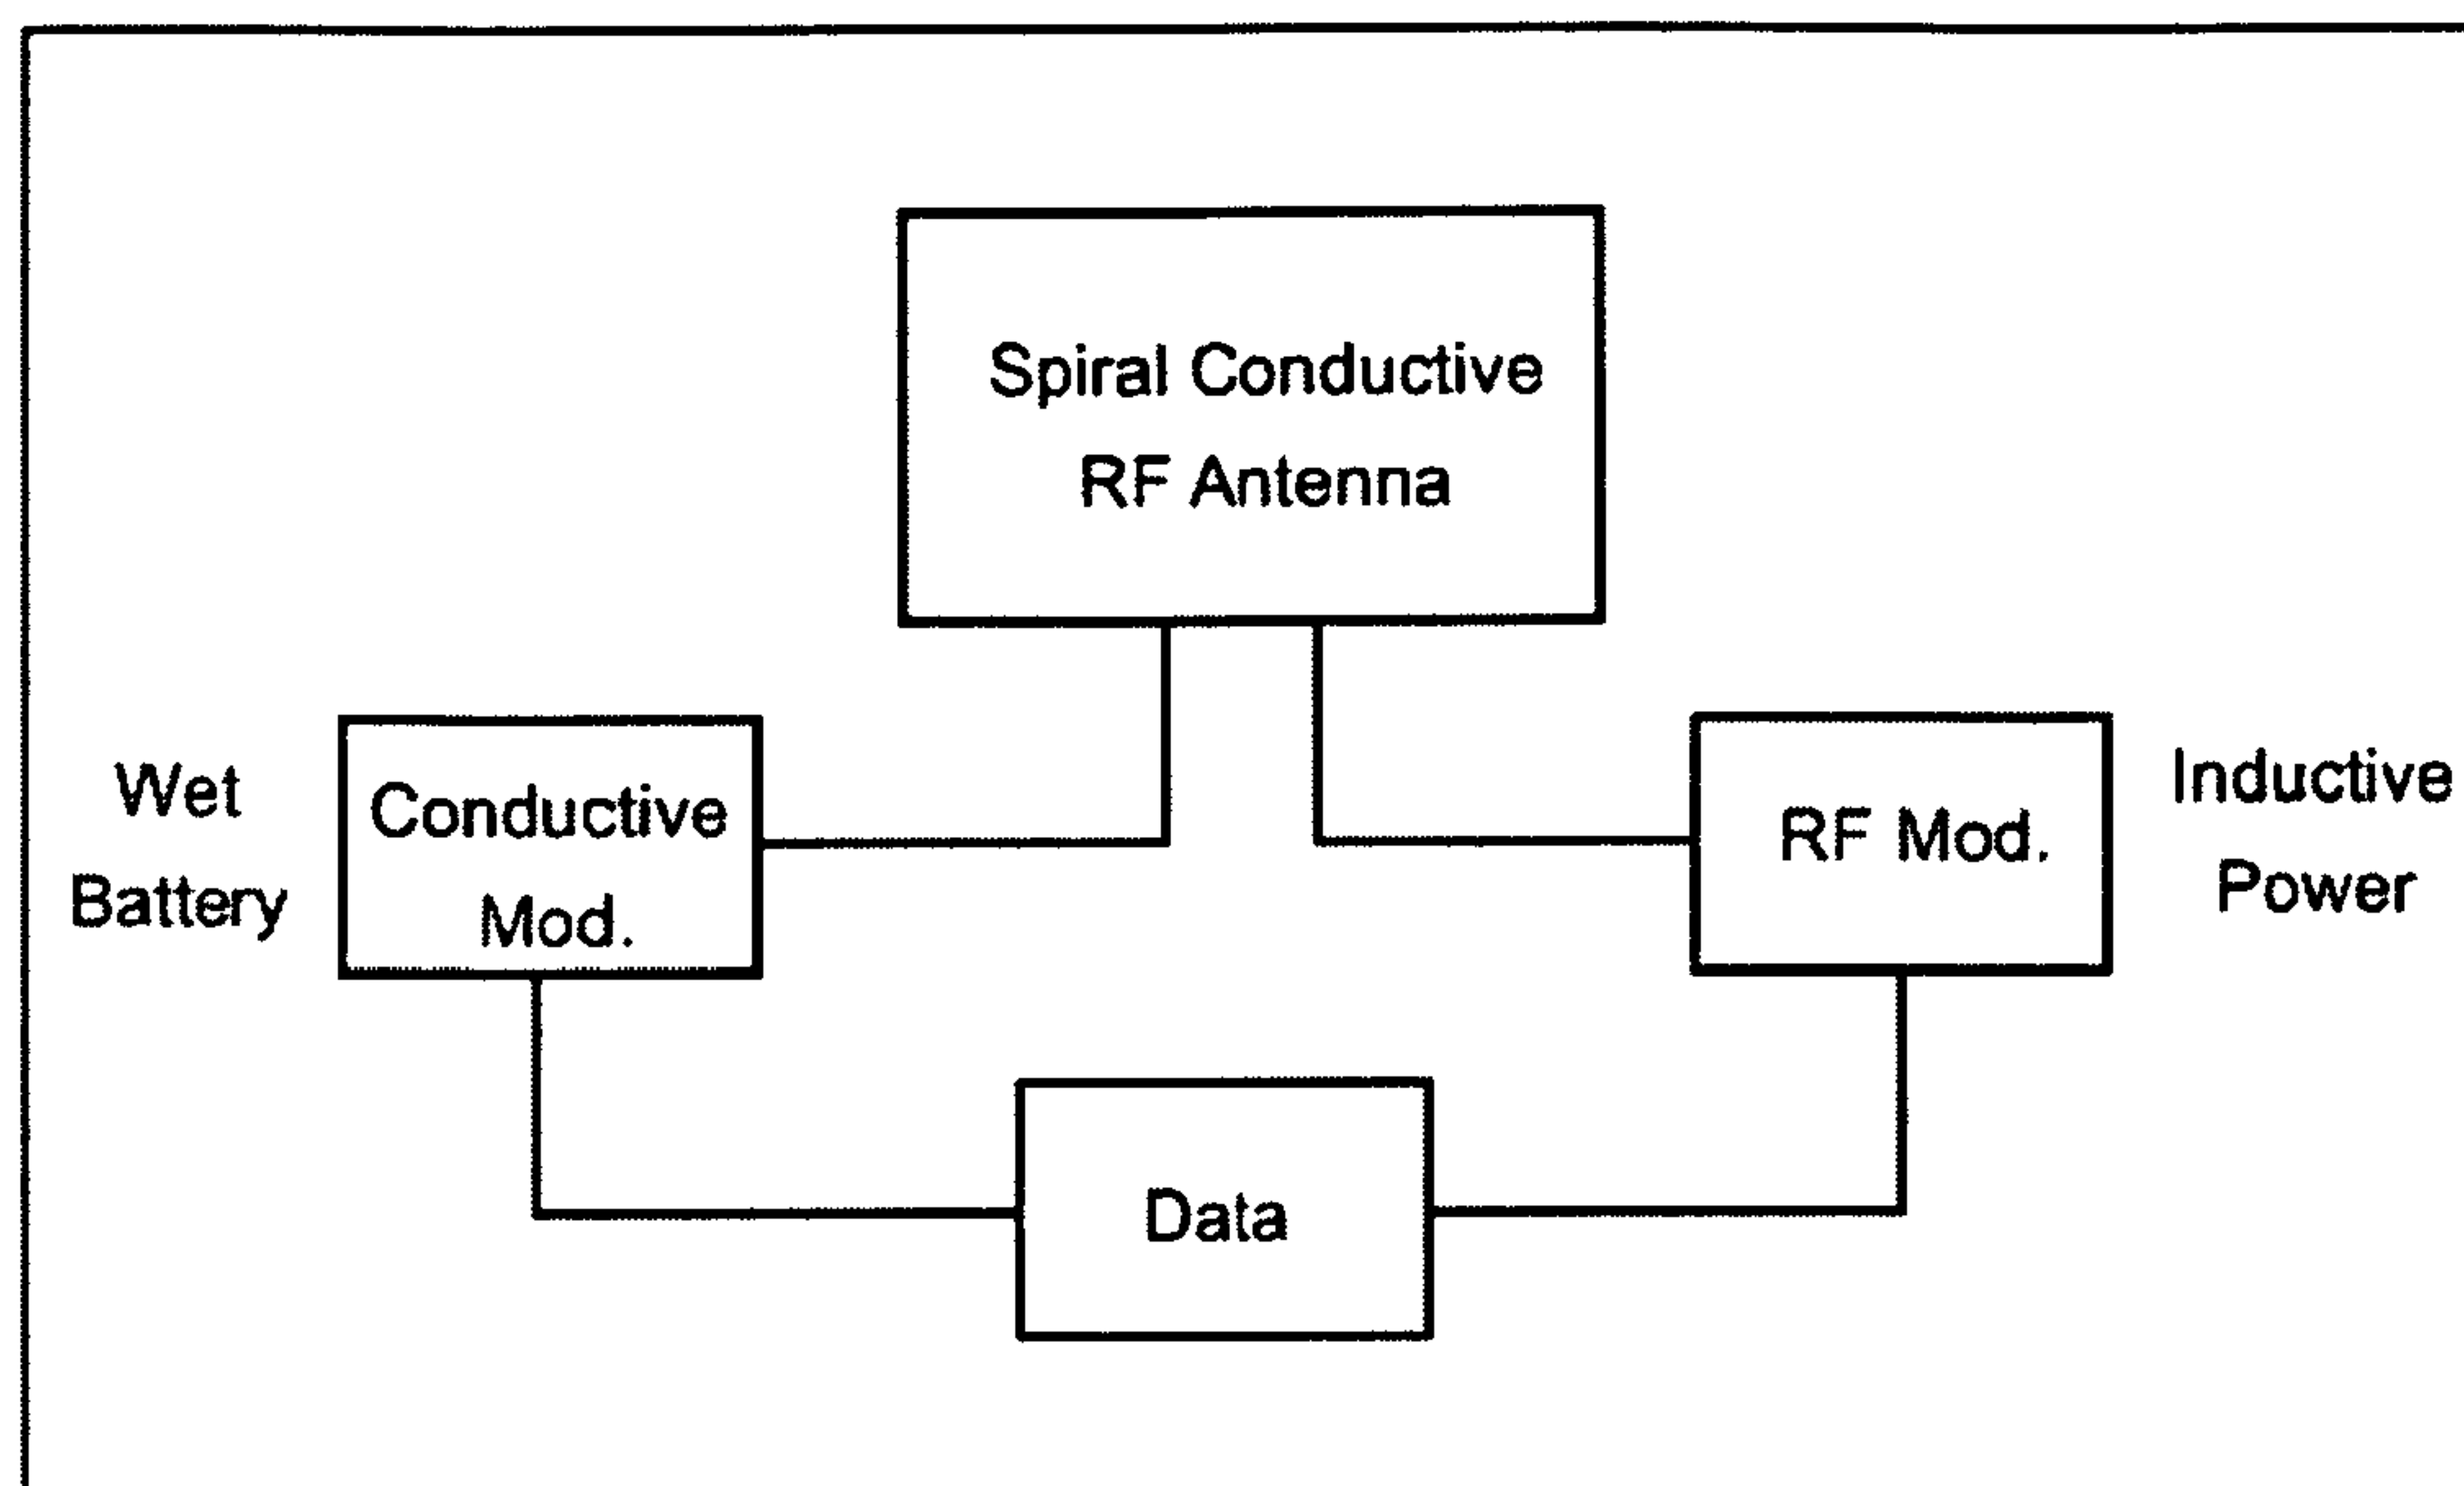 Spiral Conductive
RF Antenna
Wet
Battery
Conductive
Mod.
RF Mod.
Inductive
Power
Data